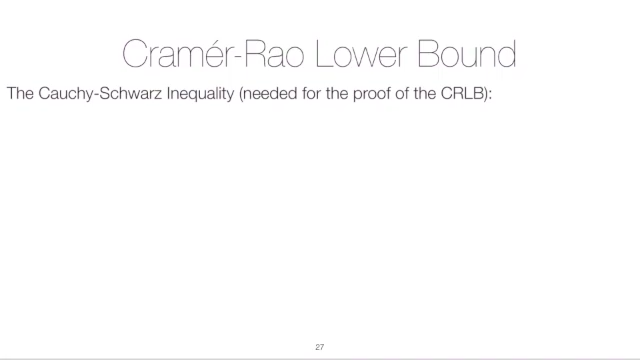 Cramér-Rao Lower Bound
The Cauchy-Schwarz Inequality (needed for the proof of the CRLB):
27